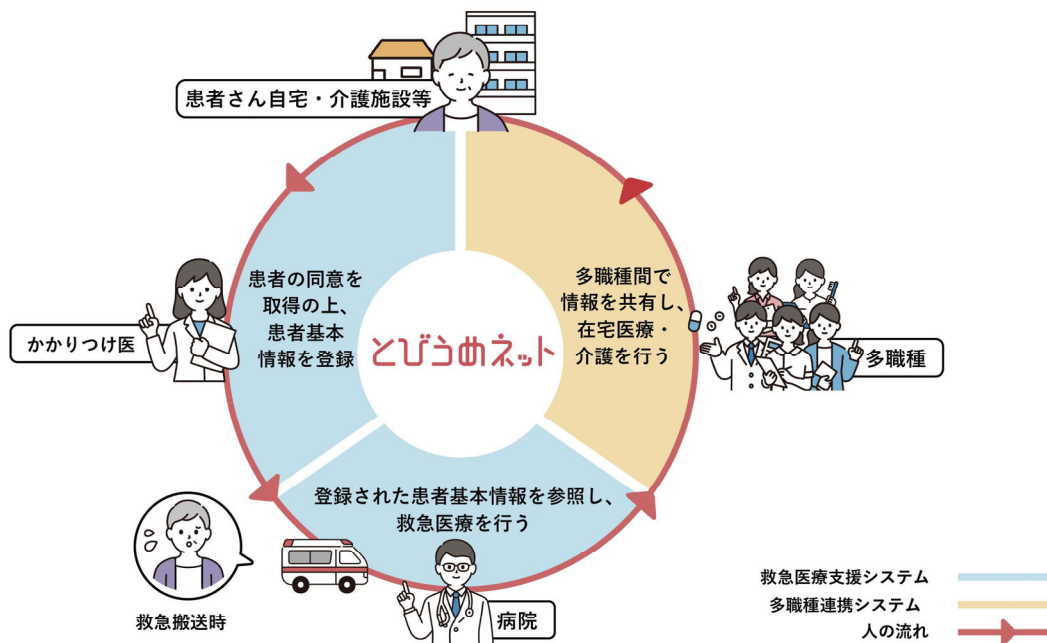 患者さん自宅・介護施設等
患者の同意を
取得の上、
患者基本
情報を登録
多職種間で
情報を共有し、
在宅医療・
介護を行う
とびうめネット
かかりつけ医
多職種
登録された患者基本情報を参照し、
救急医療を行う
救急搬送時
病院
救急医療支援システム
多職種連携システム
人の流れ